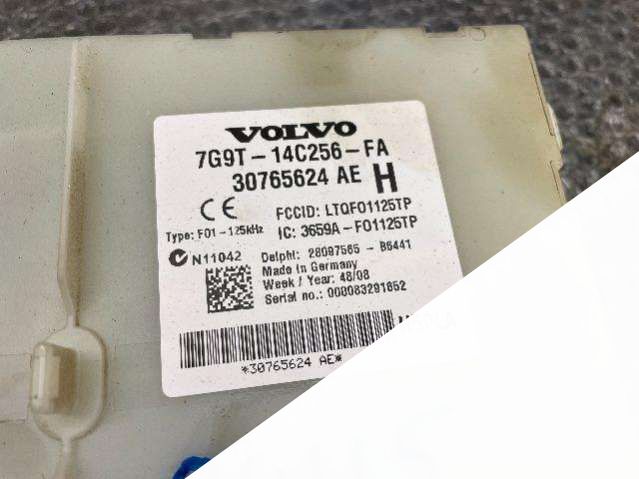 VOLVO
7G9T-14C256-FA
30765624 AE H
CE
FCCID: LTQFO1125TP
Type: F01-125kHz IC: 3659A-FO1125TP
N11042 Delphi: 28097565 - B6441
Made in Germany
Week / Year: 48/08
Serial no.: 000083291852
*30765624 AE*